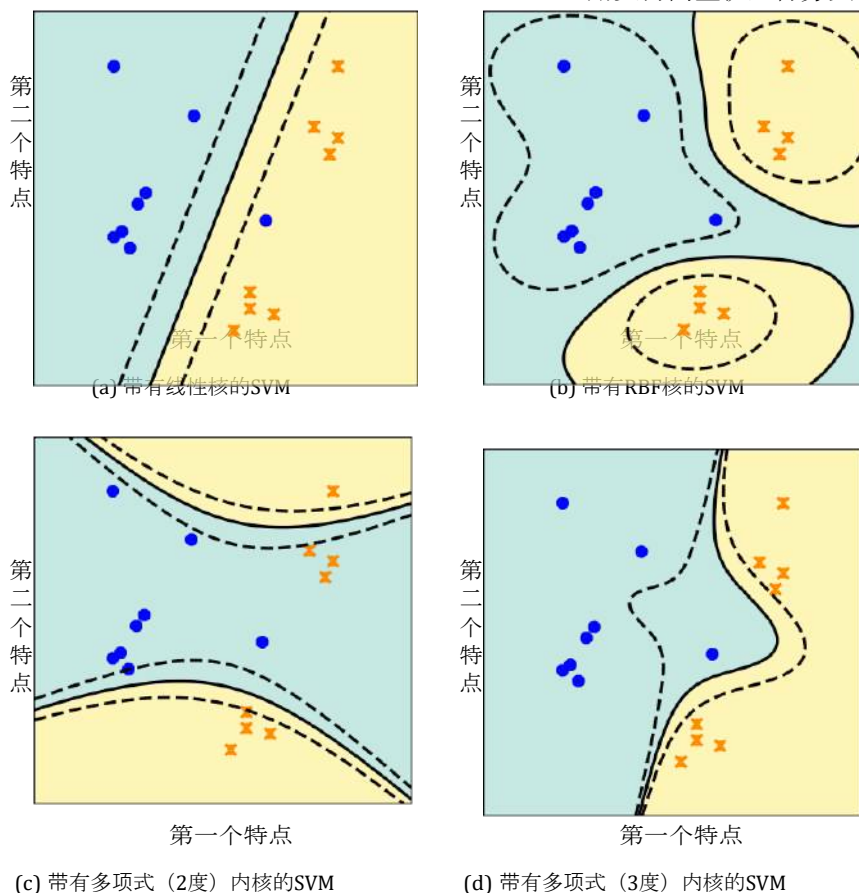 第二个特点
第二个特点
第一个特点
第一个特点
(a) 带有线性核的SVM
(b) 带有RBF核的SVM
第二个特点
第二个特点
第一个特点
第一个特点
(c) 带有多项式（2度）内核的SVM
(d) 带有多项式（3度）内核的SVM